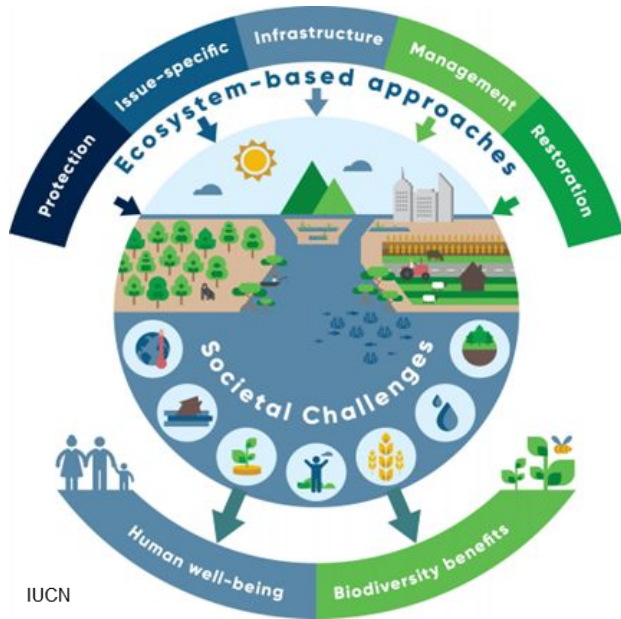 Protection
Issue-specific
Infrastructure
Management
Restoration
Ecosystem-based approaches
Societal Challenges
Human well-being
Biodiversity benefits
IUCN